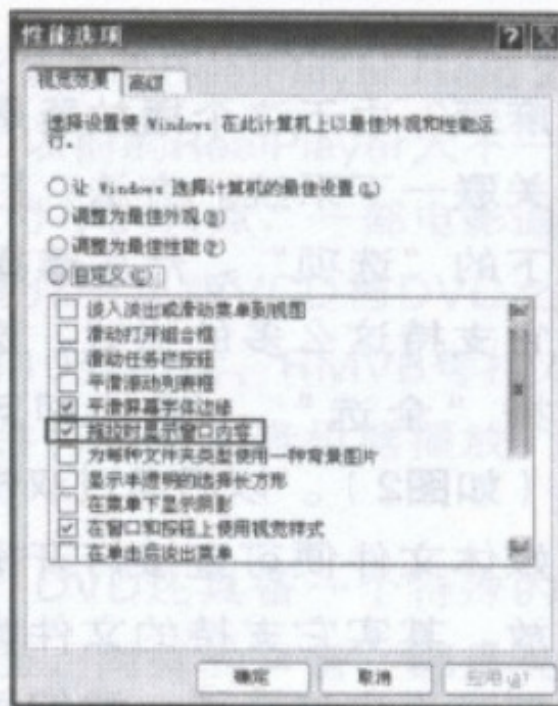 性能选项
视觉效果 高级
选择设置使 Windows 在此计算机上以最佳外观和性能运
行。
让 Windows 选择计算机的最佳设置(L)
调整为最佳外观(B)
调整为最佳性能(P)
自定义(C):
淡入淡出或滑动菜单到视图
滑动打开组合框
滑动任务栏按钮
平滑滚动列表框
平滑屏幕字体边缘
拖拉时显示窗口内容
为每种文件夹类型使用一种背景图片
显示半透明的选择长方形
在菜单下显示阴影
在窗口和按钮上使用视觉样式
在单击后淡出菜单
确定 取消 应用(A)